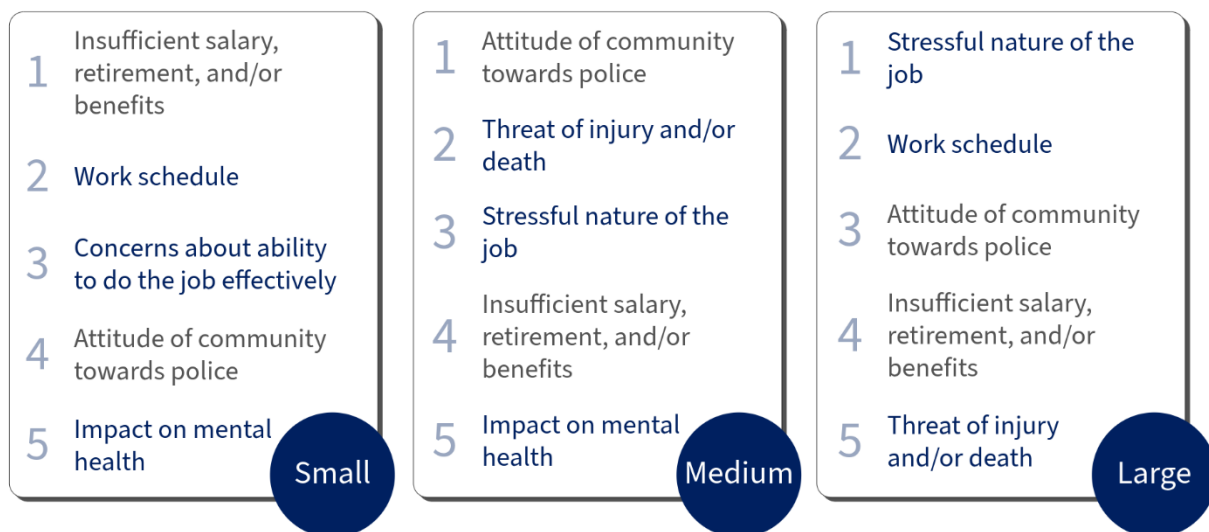 1
Insufficient salary,
retirement, and/or
benefits
2
Work schedule
3
Concerns about ability
to do the job effectively
4
Attitude of community
towards police
5
Impact on mental
health
Small
1
Attitude of community
towards police
2
Threat of injury and/or
death
3
Stressful nature of the
job
4
Insufficient salary,
retirement, and/or
benefits
5
Impact on mental
health
Medium
1
Stressful nature of the
job
2
Work schedule
3
Attitude of community
towards police
4
Insufficient salary,
retirement, and/or
benefits
5
Threat of injury
and/or death
Large